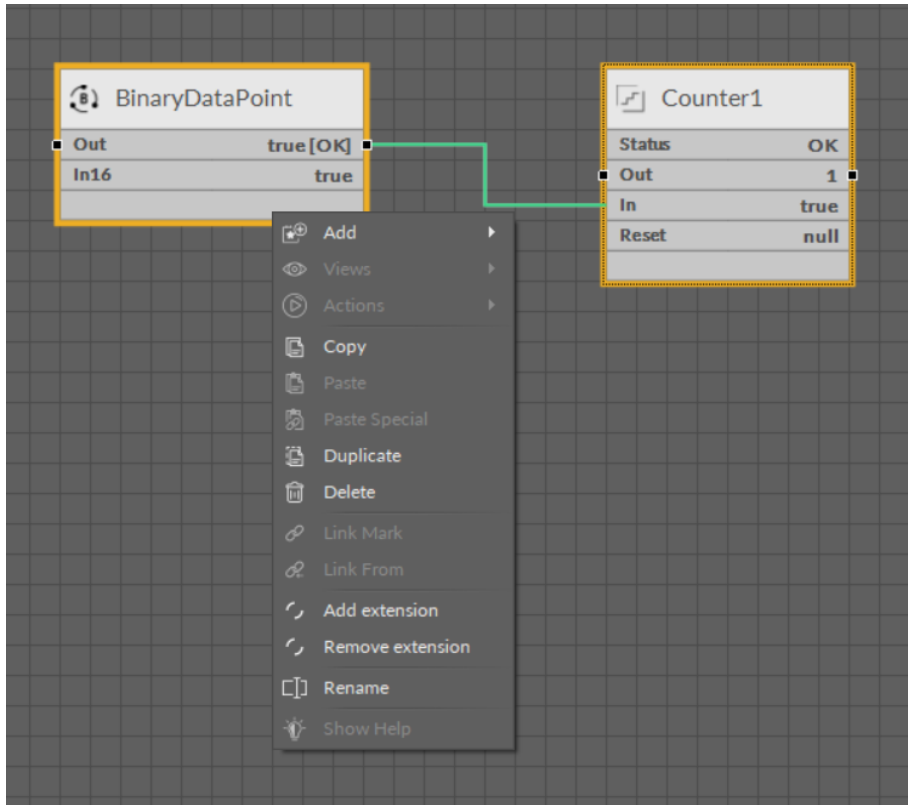 BinaryDataPoint
Out true [OK]
In16 true
Counter1
Status OK
Out 1
In true
Reset null
Add
Views
Actions
Copy
Paste
Paste Special
Duplicate
Delete
Link Mark
Link From
Add extension
Remove extension
Rename
Show Help